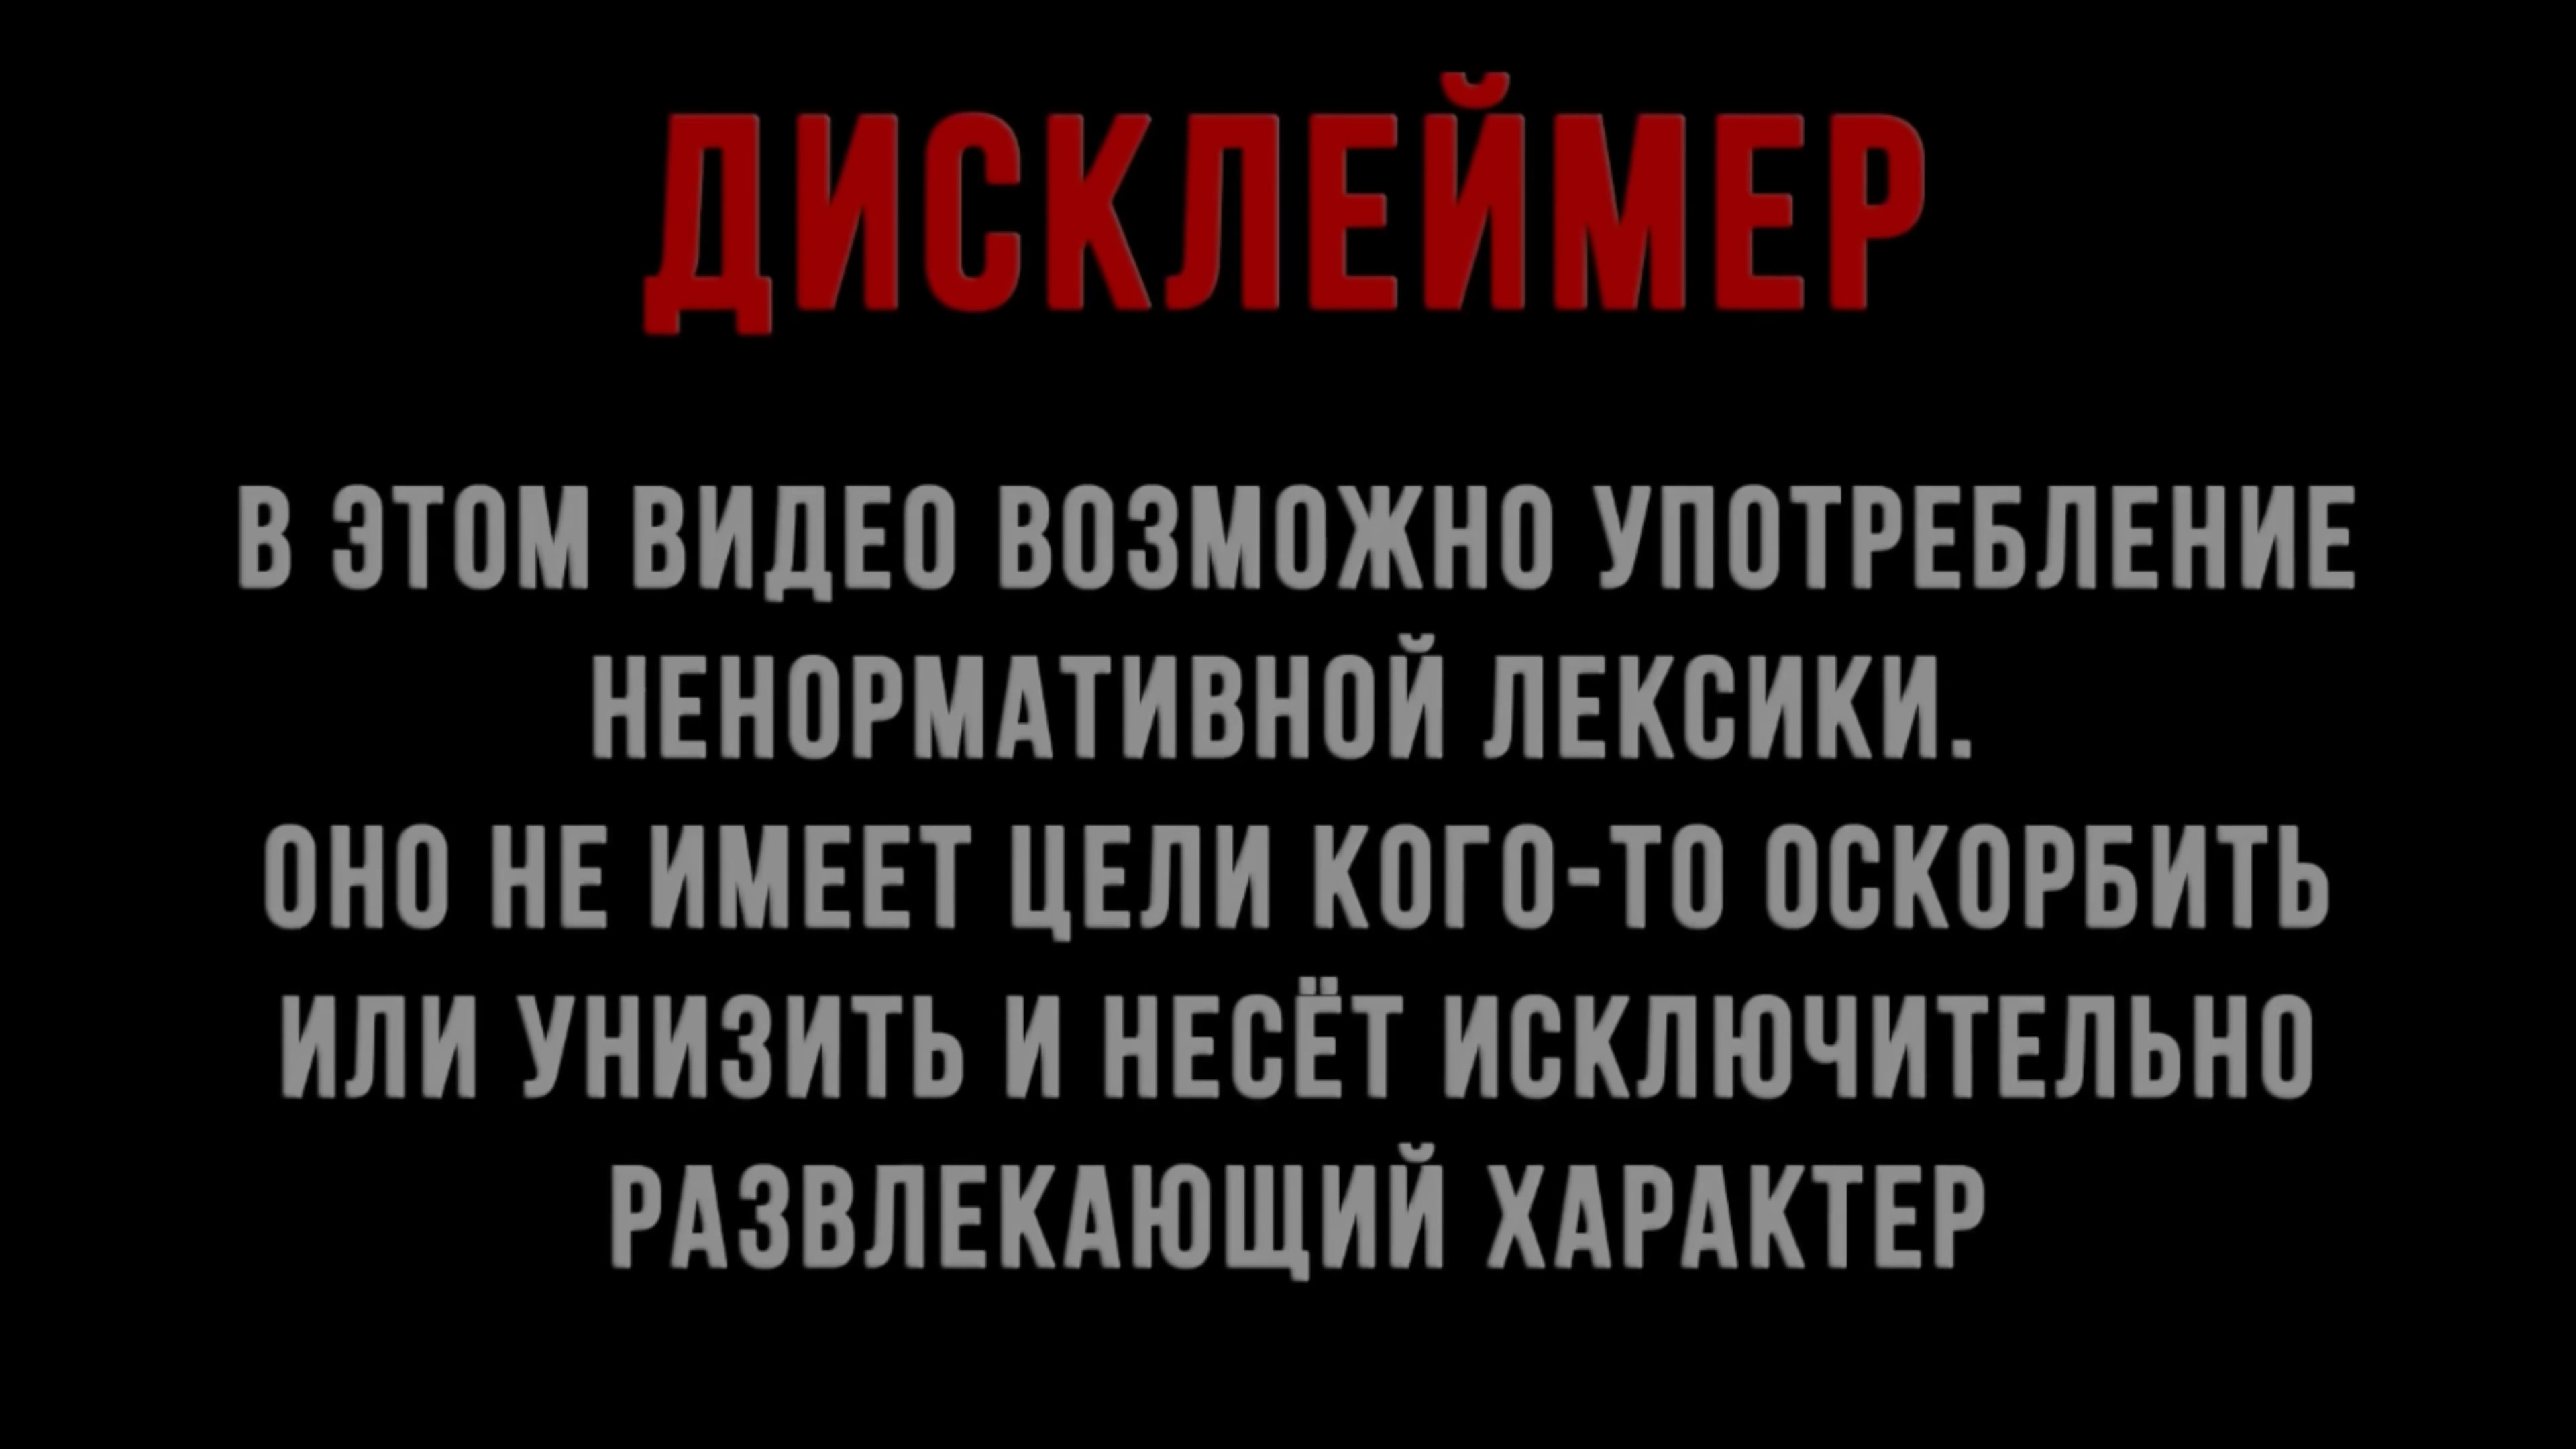 ДИСКЛЕЙМЕР
В ЭТОМ ВИДЕО ВОЗМОЖНО УПОТРЕБЛЕНИЕ
НЕНОРМАТИВНОЙ ЛЕКСИКИ.
ОНО НЕ ИМЕЕТ ЦЕЛИ КОГО-ТО ОСКОРБИТЬ
ИЛИ УНИЗИТЬ И НЕСЁТ ИСКЛЮЧИТЕЛЬНО
РАЗВЛЕКАЮЩИЙ ХАРАКТЕР